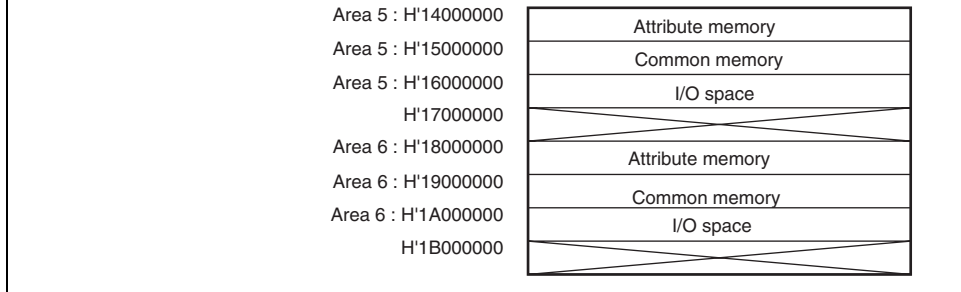 Area 5 : H'14000000
Attribute memory
Area 5 : H'15000000
Common memory
Area 5 : H'16000000
I/O space
H'17000000
Area 6 : H'18000000
Attribute memory
Area 6 : H'19000000
Common memory
Area 6 : H'1A000000
I/O space
H'1B000000